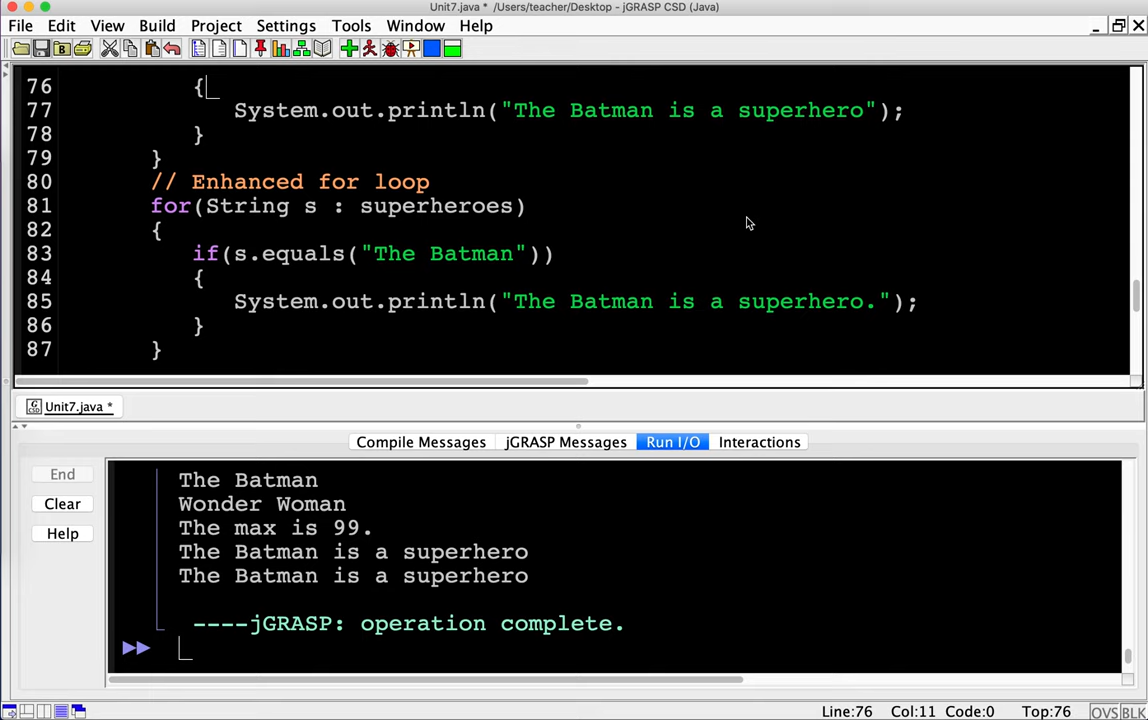 Unit7.java * /Users/teacher/Desktop - jGRASP CSD (Java)
File Edit View Build Project Settings Tools Window Help
76 {
77 System.out.println("The Batman is a superhero");
78 }
79 }
80 // Enhanced for loop
81 for(String s : superheroes)
82 {
83 if(s.equals("The Batman"))
84 {
85 System.out.println("The Batman is a superhero.");
86 }
87 }
Unit7.java *
Compile Messages jGRASP Messages Run I/O Interactions
End
Clear
Help
The Batman
Wonder Woman
The max is 99.
The Batman is a superhero
The Batman is a superhero
----jGRASP: operation complete.
Line:76 Col:11 Code:0 Top:76 OVS BLK